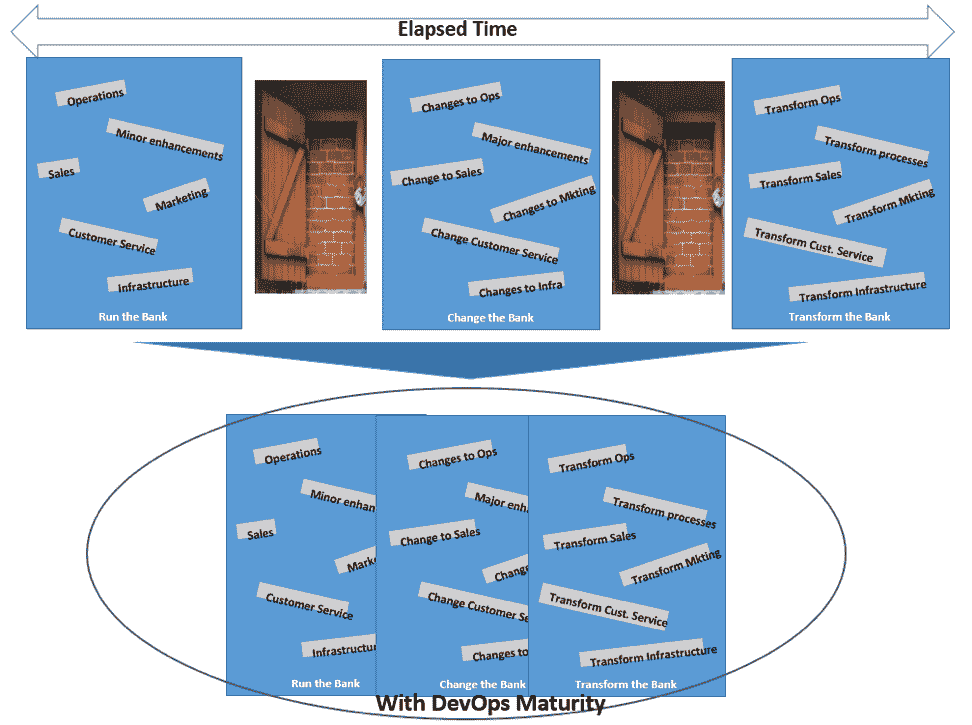 Elapsed Time
Operations
Minor enhancements
Sales
Marketing
Customer Service
Infrastructure
Run the Bank
Changes to Ops
Major enhancements
Change to Sales
Changes to Mkting
Change Customer Service
Changes to Infra
Change the Bank
Transform Ops
Transform processes
Transform Sales
Transform Mkting
Transform Cust. Service
Transform Infrastructure
Transform the Bank
Operations
Minor enhan
Sales
Marke
Customer Service
Infrastructur
Run the Bank
Changes to Ops
Major enh
Change to Sales
Change
Change Customer Se
Changes to
Change the Bank
Transform Ops
Transform processes
Transform Sales
Transform Mkting
Transform Cust. Service
Transform Infrastructure
Transform the Bank
With DevOps Maturity